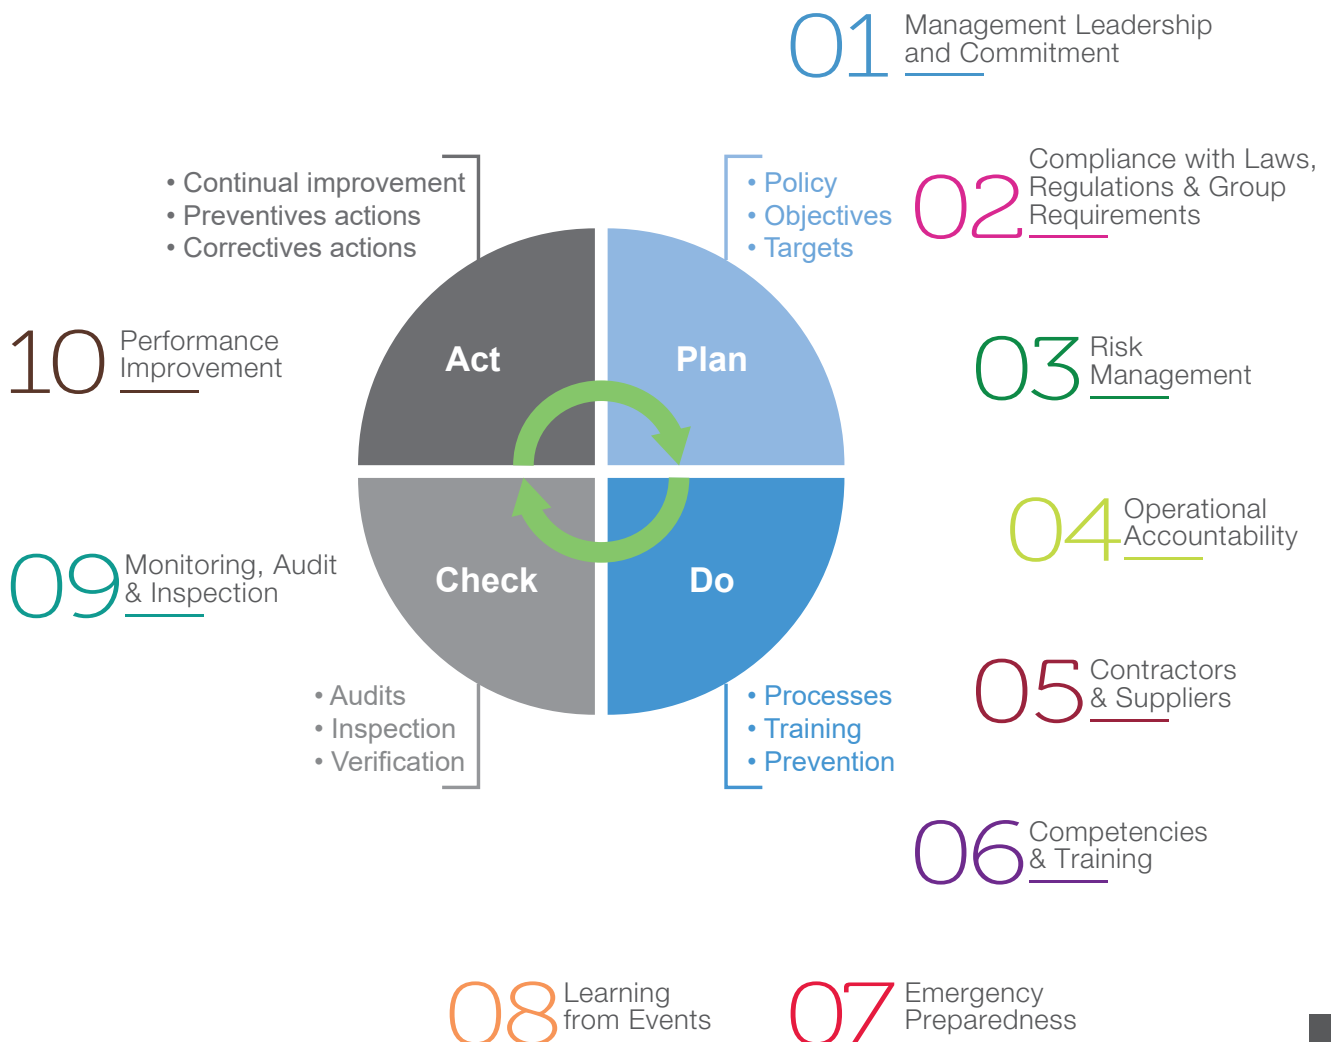 01
Management Leadership
and Commitment
02
Compliance with Laws,
Regulations & Group
Requirements
03
Risk
Management
04
Operational
Accountability
05
Contractors
& Suppliers
06
Competencies
& Training
07
Emergency
Preparedness
08
Learning
from Events
09
Monitoring, Audit
& Inspection
10
Performance
Improvement
• Continual improvement
• Preventives actions
• Correctives actions
• Policy
• Objectives
• Targets
Act
Plan
Check
Do
• Audits
• Inspection
• Verification
• Processes
• Training
• Prevention